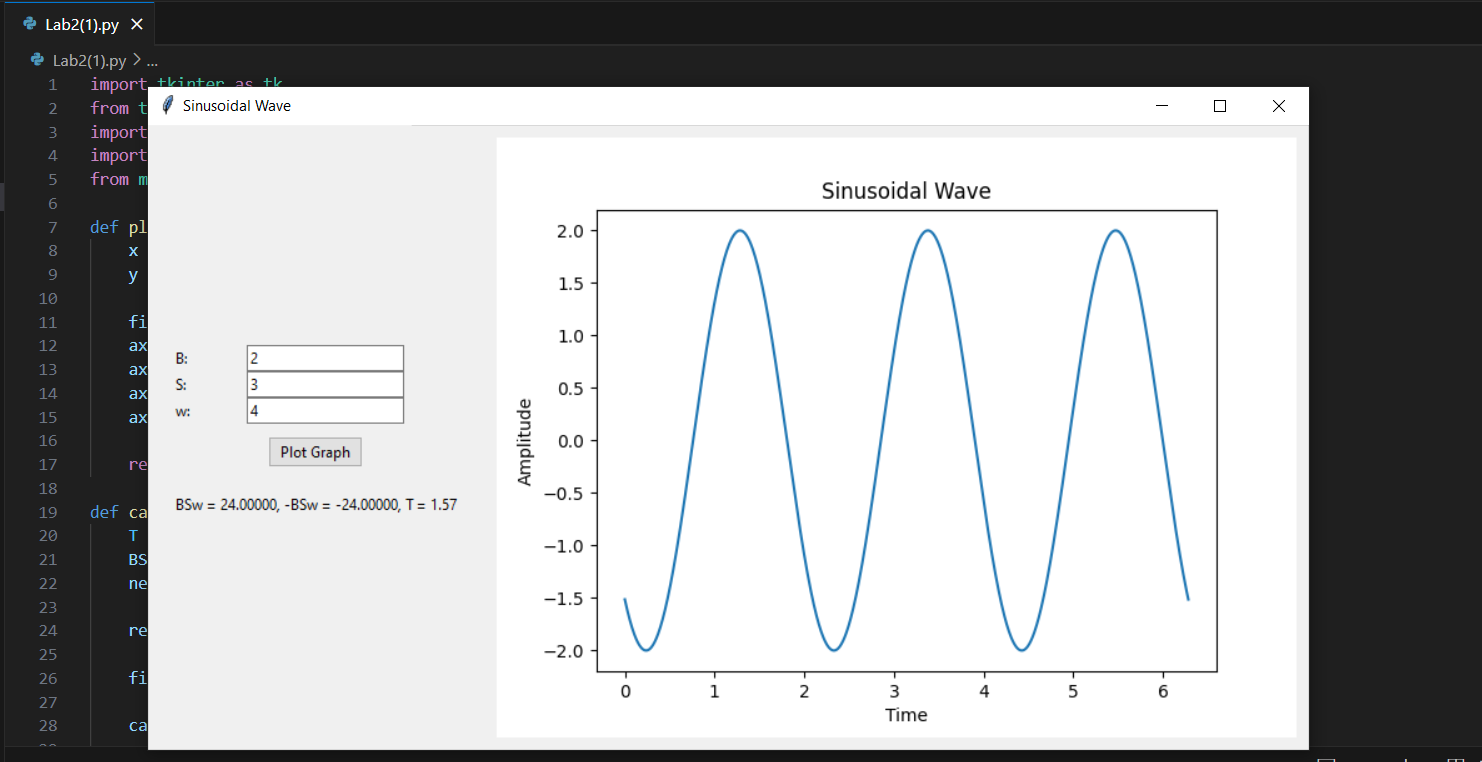 Lab2(1).py
Lab2(1).py > ...
1 import tkinter as tk
2 from t
3 import
4 import
5 from m
6
7 def pl
8 x
9 y
10
11 fi
12 ax
13 ax
14 ax
15 ax
16
17 re
18
19 def ca
20 T
21 BS
22 ne
23
24 re
25
26 fi
27
28 ca
Sinusoidal Wave
B: 2
S: 3
w: 4
Plot Graph
BSw = 24.00000, -BSw = -24.00000, T = 1.57
Sinusoidal Wave
2.0
1.5
1.0
0.5
0.0
−0.5
−1.0
−1.5
−2.0
Amplitude
0 1 2 3 4 5 6
Time